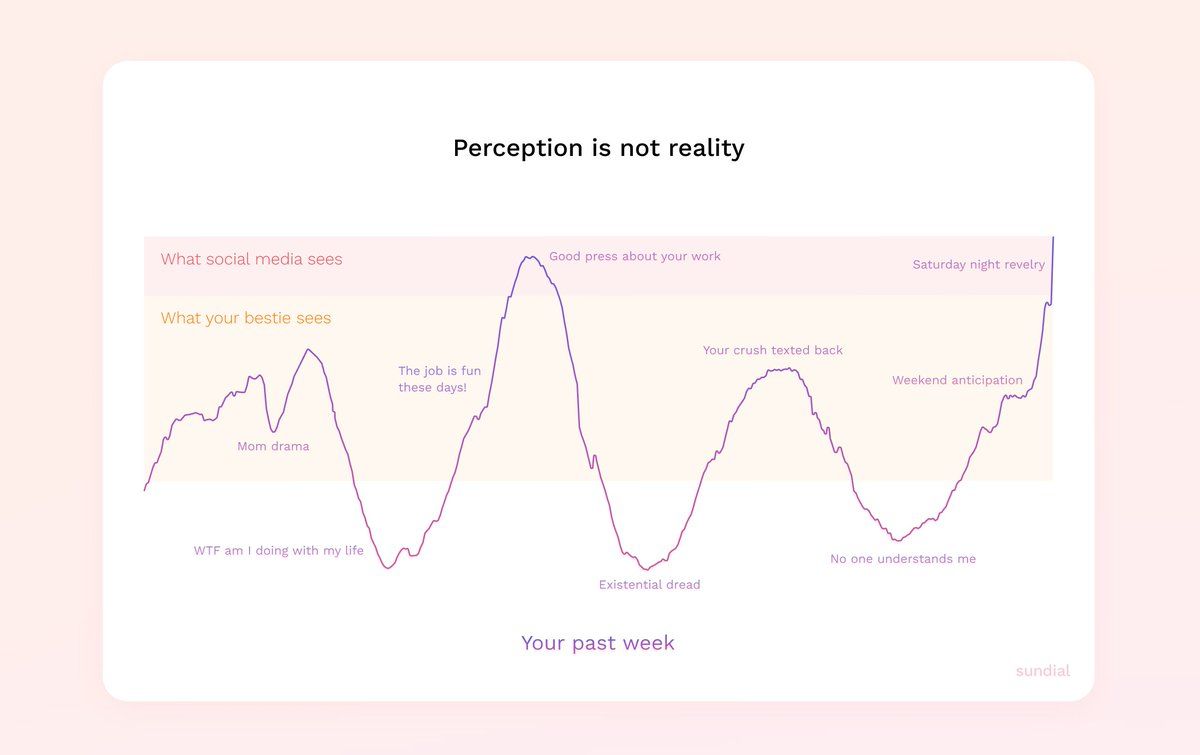 Perception is not reality
What social media sees
Good press about your work
Saturday night revelry
What your bestie sees
Your crush texted back
The job is fun
these days!
Weekend anticipation
Mom drama
WTF am I doing with my life
No one understands me
Existential dread
Your past week
sundial